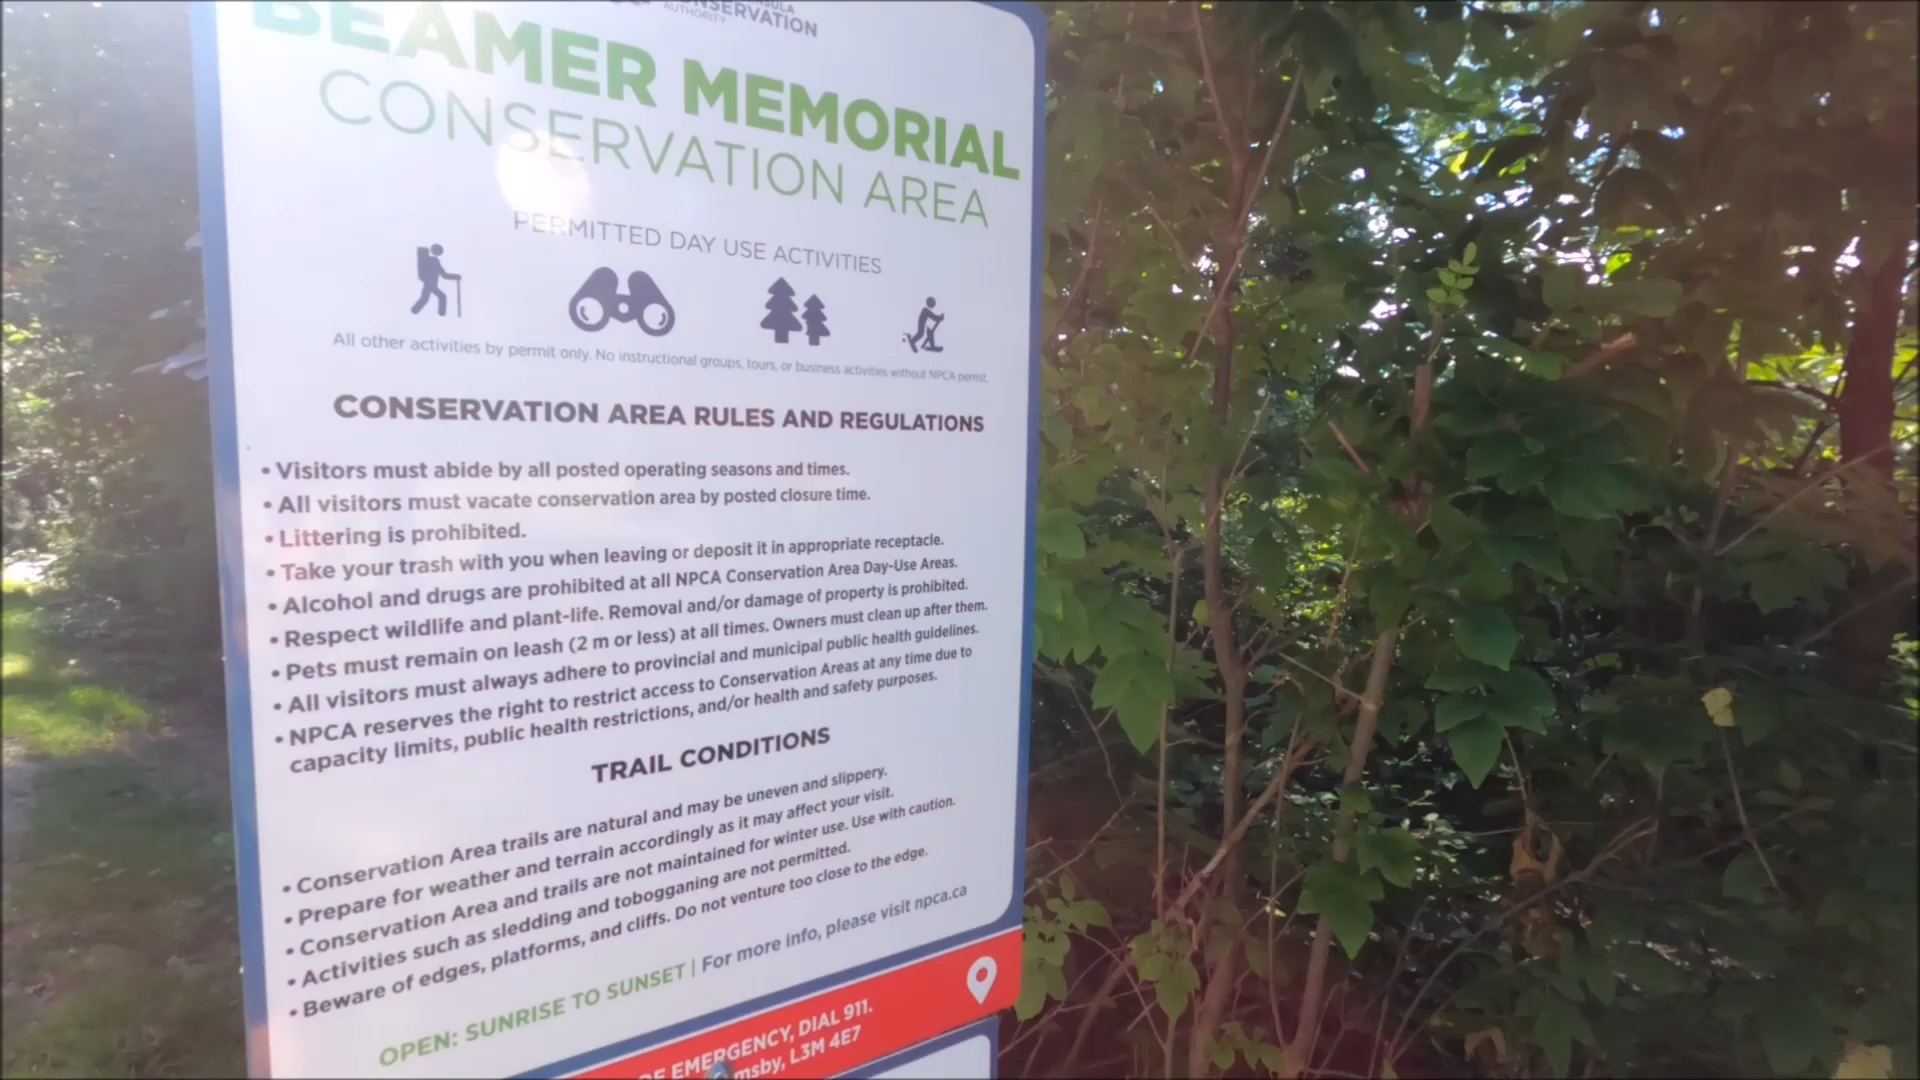 CONSERVATION
AUTHORITY
BEAMER MEMORIAL
CONSERVATION AREA
PERMITTED DAY USE ACTIVITIES
All other activities by permit only. No instructional groups, tours, or business activities without NPCA permit.
CONSERVATION AREA RULES AND REGULATIONS
• Visitors must abide by all posted operating seasons and times.
• All visitors must vacate conservation area by posted closure time.
• Littering is prohibited.
• Take your trash with you when leaving or deposit it in appropriate receptacle.
• Alcohol and drugs are prohibited at all NPCA Conservation Area Day-Use Areas.
• Respect wildlife and plant-life. Removal and/or damage of property is prohibited.
• Pets must remain on leash (2 m or less) at all times. Owners must clean up after them.
• All visitors must always adhere to provincial and municipal public health guidelines.
• NPCA reserves the right to restrict access to Conservation Areas at any time due to
capacity limits, public health restrictions, and/or health and safety purposes.
TRAIL CONDITIONS
• Conservation Area trails are natural and may be uneven and slippery.
• Prepare for weather and terrain accordingly as it may affect your visit.
• Conservation Area and trails are not maintained for winter use. Use with caution.
• Activities such as sledding and tobogganing are not permitted.
• Beware of edges, platforms, and cliffs. Do not venture too close to the edge.
OPEN: SUNRISE TO SUNSET | For more info, please visit npca.ca
OF EMERGENCY, DIAL 911.
msby, L3M 4E7